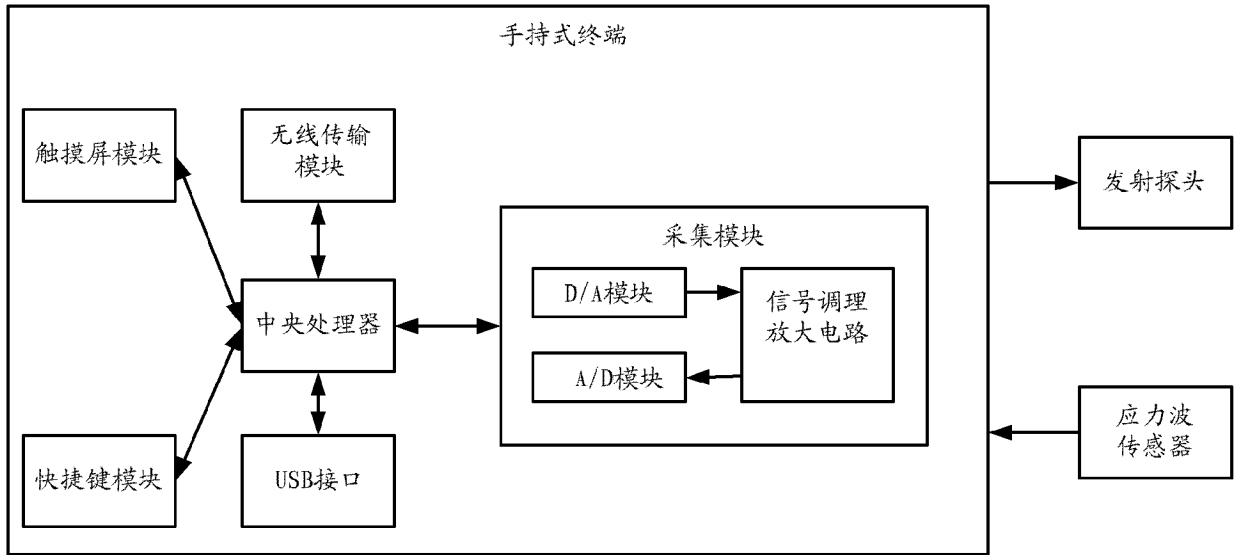 手持式终端
触摸屏模块
无线传输
模块
发射探头
采集模块
D/A模块
信号调理
放大电路
中央处理器
A/D模块
应力波
传感器
快捷键模块
USB接口